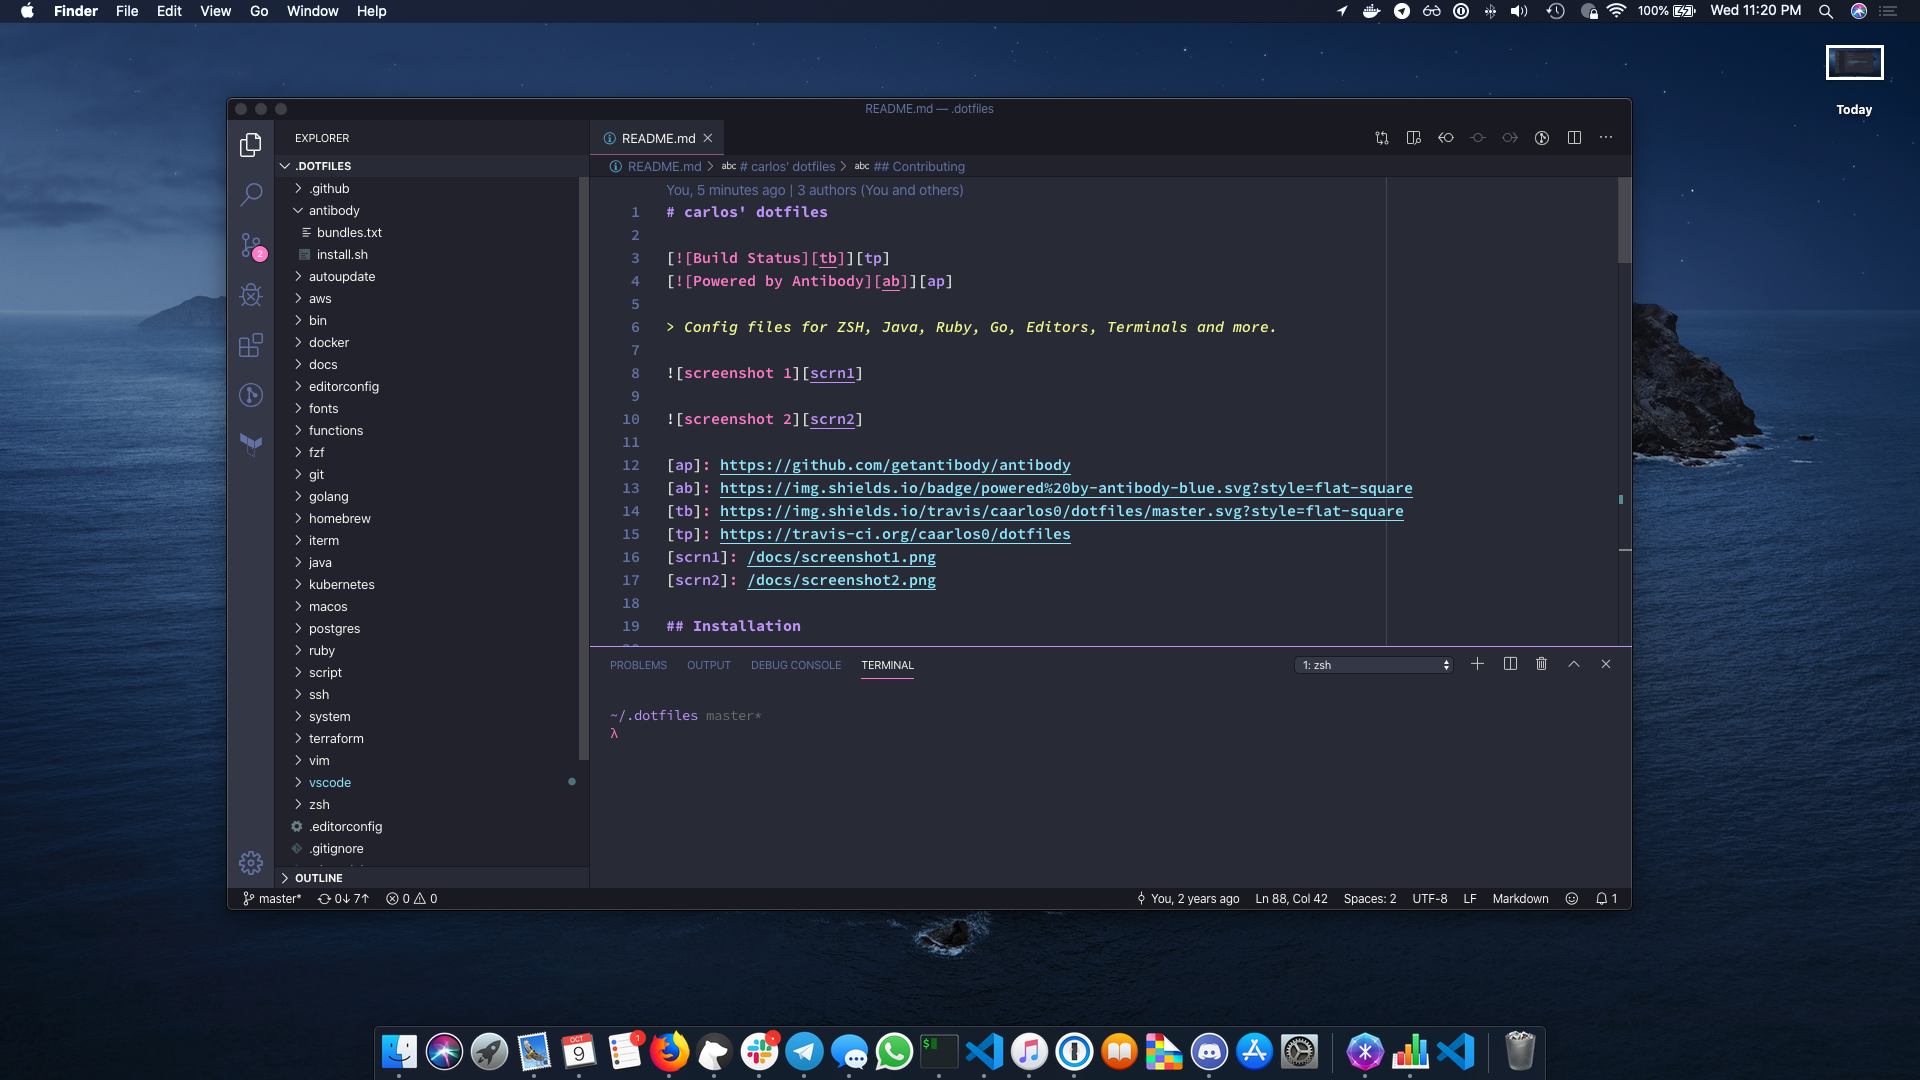 Finder File Edit View Go Window Help
100% Wed 11:20 PM
Today
README.md — .dotfiles
EXPLORER
.DOTFILES
.github
antibody
bundles.txt
install.sh
autoupdate
aws
bin
docker
docs
editorconfig
fonts
functions
fzf
git
golang
homebrew
iterm
java
kubernetes
macos
postgres
ruby
script
ssh
system
terraform
vim
vscode
zsh
.editorconfig
.gitignore
OUTLINE
2
README.md
README.md > abc # carlos' dotfiles > abc ## Contributing
You, 5 minutes ago | 3 authors (You and others)
1 # carlos' dotfiles
2
3 [![Build Status][tb]][tp]
4 [![Powered by Antibody][ab]][ap]
5
6 > Config files for ZSH, Java, Ruby, Go, Editors, Terminals and more.
7
8 ![screenshot 1][scrn1]
9
10 ![screenshot 2][scrn2]
11
12 [ap]: https://github.com/getantibody/antibody
13 [ab]: https://img.shields.io/badge/powered%20by-antibody-blue.svg?style=flat-square
14 [tb]: https://img.shields.io/travis/caarlos0/dotfiles/master.svg?style=flat-square
15 [tp]: https://travis-ci.org/caarlos0/dotfiles
16 [scrn1]: /docs/screenshot1.png
17 [scrn2]: /docs/screenshot2.png
18
19 ## Installation
PROBLEMS OUTPUT DEBUG CONSOLE TERMINAL 1: zsh
~/.dotfiles master*
λ
master* 0↓ 7↑ 0 0 You, 2 years ago Ln 88, Col 42 Spaces: 2 UTF-8 LF Markdown 1
OCT
9
1
$